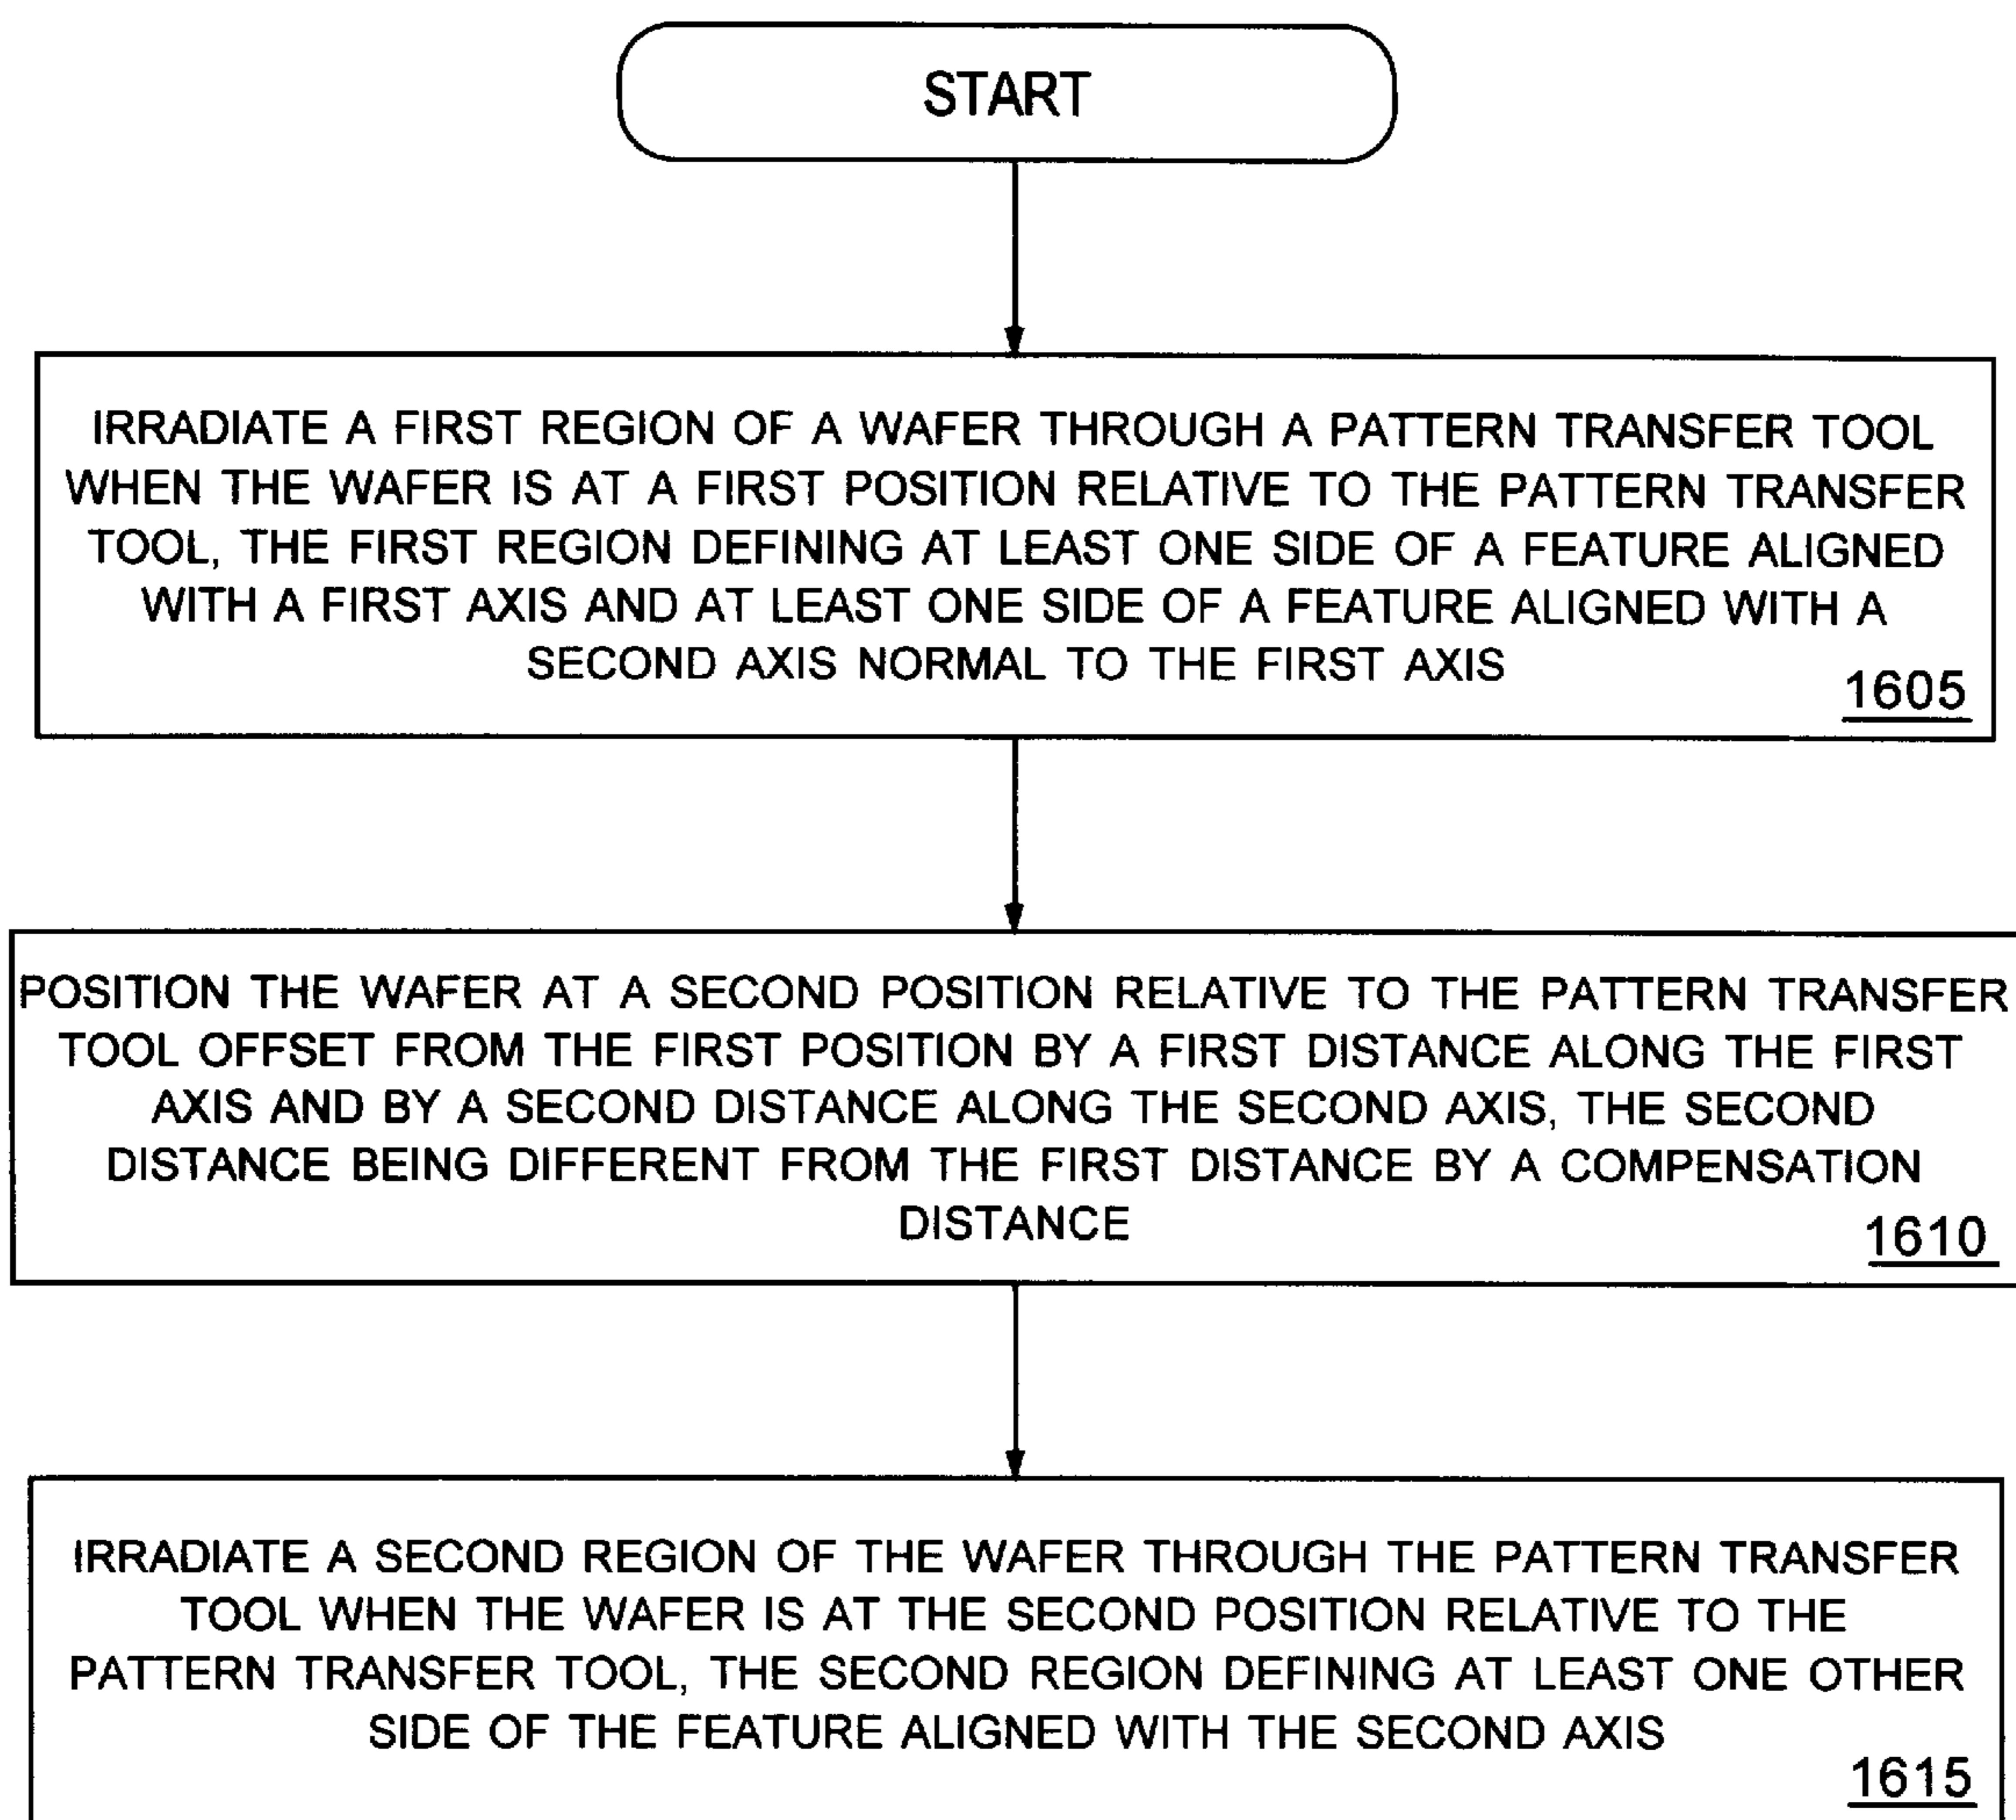 START
IRRADIATE A FIRST REGION OF A WAFER THROUGH A PATTERN TRANSFER TOOL
WHEN THE WAFER IS AT A FIRST POSITION RELATIVE TO THE PATTERN TRANSFER
TOOL, THE FIRST REGION DEFINING AT LEAST ONE SIDE OF A FEATURE ALIGNED
WITH A FIRST AXIS AND AT LEAST ONE SIDE OF A FEATURE ALIGNED WITH A
SECOND AXIS NORMAL TO THE FIRST AXIS
1605
POSITION THE WAFER AT A SECOND POSITION RELATIVE TO THE PATTERN TRANSFER
TOOL OFFSET FROM THE FIRST POSITION BY A FIRST DISTANCE ALONG THE FIRST
AXIS AND BY A SECOND DISTANCE ALONG THE SECOND AXIS, THE SECOND
DISTANCE BEING DIFFERENT FROM THE FIRST DISTANCE BY A COMPENSATION
DISTANCE
1610
IRRADIATE A SECOND REGION OF THE WAFER THROUGH THE PATTERN TRANSFER
TOOL WHEN THE WAFER IS AT THE SECOND POSITION RELATIVE TO THE
PATTERN TRANSFER TOOL, THE SECOND REGION DEFINING AT LEAST ONE OTHER
SIDE OF THE FEATURE ALIGNED WITH THE SECOND AXIS
1615